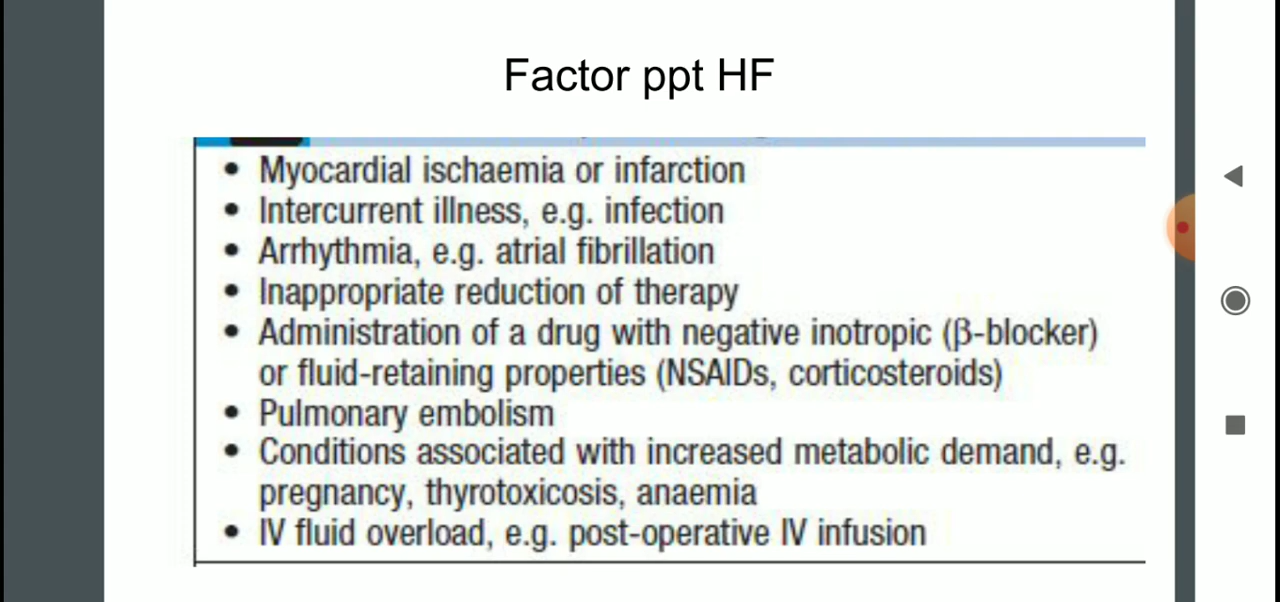 Factor ppt HF
• Myocardial ischaemia or infarction
• Intercurrent illness, e.g. infection
• Arrhythmia, e.g. atrial fibrillation
• Inappropriate reduction of therapy
• Administration of a drug with negative inotropic (β-blocker)
or fluid-retaining properties (NSAIDs, corticosteroids)
• Pulmonary embolism
• Conditions associated with increased metabolic demand, e.g.
pregnancy, thyrotoxicosis, anaemia
• IV fluid overload, e.g. post-operative IV infusion